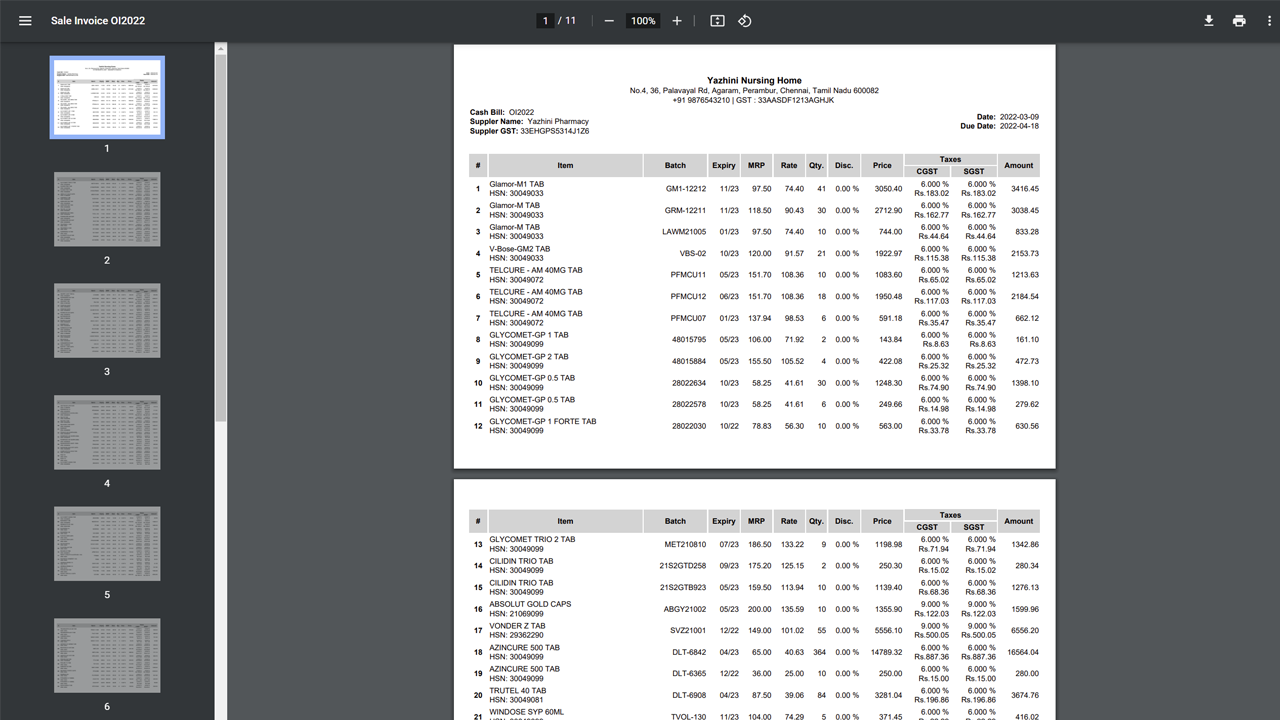 Sale Invoice OI2022
1 / 11
100%
Yazhini Nursing Home
No.4, 36, Palavayal Rd, Agaram, Perambur, Chennai, Tamil Nadu 600082
+91 9876543210 | GST : 33AASDF1213AGHJK
Cash Bill: OI2022
Suppler Name: Yazhini Pharmacy
Suppler GST: 33EHGPS5314J1Z6
Date: 2022-03-09
Due Date: 2022-04-18
# Item Batch Expiry MRP Rate Qty. Disc. Price Taxes Amount
CGST SGST
1 Glamor-M1 TAB GM1-12212 11/23 97.50 74.40 41 0.00 % 3050.40 6.000 % 6.000 % 3416.45
HSN: 30049033 Rs.183.02 Rs.183.02
2 Glamor-M TAB GRM-12211 11/23 118.50 90.43 30 0.00 % 2712.90 6.000 % 6.000 % 3038.45
HSN: 30049033 Rs.162.77 Rs.162.77
3 Glamor-M TAB LAWM21005 01/23 97.50 74.40 10 0.00 % 744.00 6.000 % 6.000 % 833.28
HSN: 30049033 Rs.44.64 Rs.44.64
4 V-Bose-GM2 TAB VBS-02 10/23 120.00 91.57 21 0.00 % 1922.97 6.000 % 6.000 % 2153.73
HSN: 30049033 Rs.115.38 Rs.115.38
5 TELCURE - AM 40MG TAB PFMCU11 05/23 151.70 108.36 10 0.00 % 1083.60 6.000 % 6.000 % 1213.63
HSN: 30049072 Rs.65.02 Rs.65.02
6 TELCURE - AM 40MG TAB PFMCU12 06/23 151.70 108.36 18 0.00 % 1950.48 6.000 % 6.000 % 2184.54
HSN: 30049072 Rs.117.03 Rs.117.03
7 TELCURE - AM 40MG TAB PFMCU07 01/23 137.94 98.53 6 0.00 % 591.18 6.000 % 6.000 % 662.12
HSN: 30049072 Rs.35.47 Rs.35.47
8 GLYCOMET-GP 1 TAB 48015795 05/23 106.00 71.92 2 0.00 % 143.84 6.000 % 6.000 % 161.10
HSN: 30049099 Rs.8.63 Rs.8.63
9 GLYCOMET-GP 2 TAB 48015884 05/23 155.50 105.52 4 0.00 % 422.08 6.000 % 6.000 % 472.73
HSN: 30049099 Rs.25.32 Rs.25.32
10 GLYCOMET-GP 0.5 TAB 28022634 10/23 58.25 41.61 30 0.00 % 1248.30 6.000 % 6.000 % 1398.10
HSN: 30049099 Rs.74.90 Rs.74.90
11 GLYCOMET-GP 0.5 TAB 28022578 10/23 58.25 41.61 6 0.00 % 249.66 6.000 % 6.000 % 279.62
HSN: 30049099 Rs.14.98 Rs.14.98
12 GLYCOMET-GP 1 FORTE TAB 28022030 10/22 78.83 56.30 10 0.00 % 563.00 6.000 % 6.000 % 630.56
HSN: 30049099 Rs.33.78 Rs.33.78
# Item Batch Expiry MRP Rate Qty. Disc. Price Taxes Amount
CGST SGST
13 GLYCOMET TRIO 2 TAB MET210810 07/23 186.50 133.22 9 0.00 % 1198.98 6.000 % 6.000 % 1342.86
HSN: 30049099 Rs.71.94 Rs.71.94
14 CILIDIN TRIO TAB 21S2GTD258 09/23 175.20 125.15 2 0.00 % 250.30 6.000 % 6.000 % 280.34
HSN: 30049099 Rs.15.02 Rs.15.02
15 CILIDIN TRIO TAB 21S2GTB923 05/23 159.50 113.94 10 0.00 % 1139.40 6.000 % 6.000 % 1276.13
HSN: 30049099 Rs.68.36 Rs.68.36
16 ABSOLUT GOLD CAPS ABGY21002 05/23 200.00 135.59 10 0.00 % 1355.90 9.000 % 9.000 % 1599.96
HSN: 21069099 Rs.122.03 Rs.122.03
17 VONDER Z TAB SVZ21001 12/22 149.00 101.02 55 0.00 % 5556.10 9.000 % 9.000 % 6556.20
HSN: 29362290 Rs.500.05 Rs.500.05
18 AZINCURE 500 TAB DLT-6842 04/23 65.00 40.63 364 0.00 % 14789.32 6.000 % 6.000 % 16564.04
HSN: 30049099 Rs.887.36 Rs.887.36
19 AZINCURE 500 TAB DLT-6365 12/22 36.00 25.00 10 0.00 % 250.00 6.000 % 6.000 % 280.00
HSN: 30049099 Rs.15.00 Rs.15.00
20 TRUTEL 40 TAB DLT-6908 04/23 87.50 39.06 84 0.00 % 3281.04 6.000 % 6.000 % 3674.76
HSN: 30049081 Rs.196.86 Rs.196.86
21 WINDOSE SYP 60ML TVOL-130 11/23 104.00 74.29 5 0.00 % 371.45 6.000 % 6.000 % 416.02
1
2
3
4
5
6